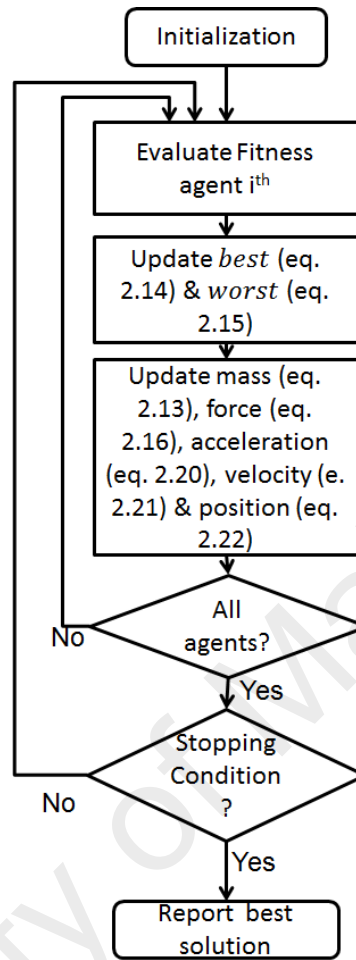 Initialization
Evaluate Fitness
agent iᵗʰ
Update best (eq.
2.14) & worst (eq.
2.15)
Update mass (eq.
2.13), force (eq.
2.16), acceleration
(eq. 2.20), velocity (e.
2.21) & position (eq.
2.22)
All
agents?
No
Yes
Stopping
Condition
?
No
Yes
Report best
solution